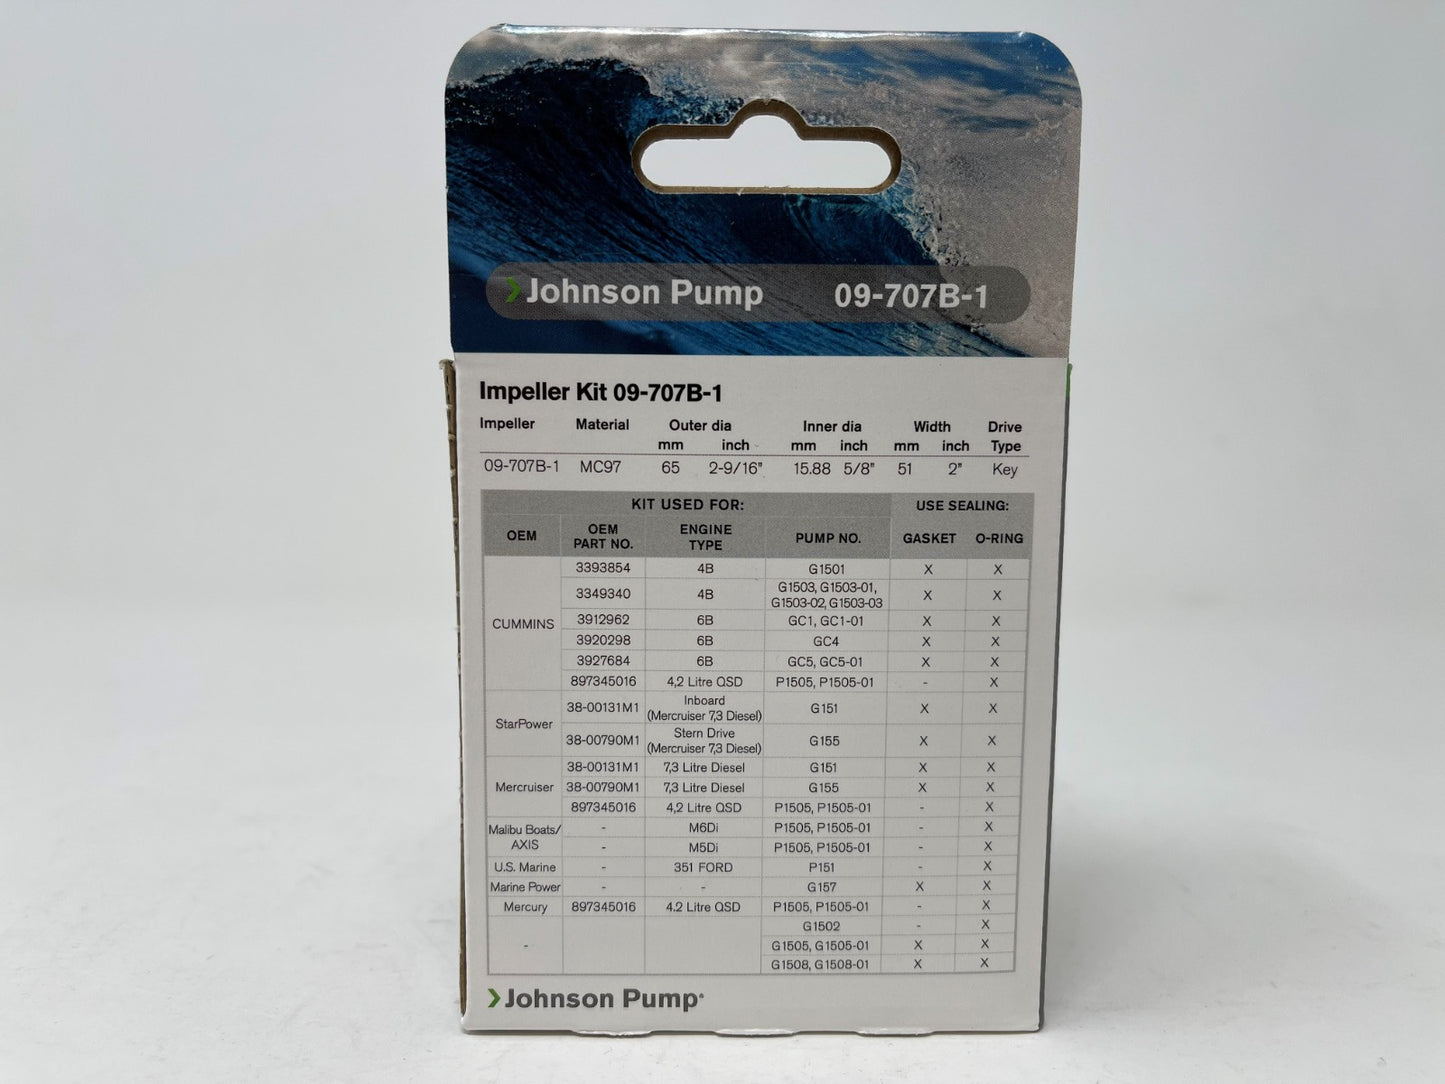 Johnson Pump 09-707B-1
Impeller Kit 09-707B-1
Impeller Material Outer dia Inner dia Width Drive
mm inch mm inch mm inch Type
09-707B-1 MC97 65 2-9/16" 15.88 5/8" 51 2" Key
KIT USED FOR: USE SEALING:
OEM OEM PART NO. ENGINE TYPE PUMP NO. GASKET O-RING
CUMMINS 3393854 4B G1501 X X
3349340 4B G1503, G1503-01, G1503-02, G1503-03 X X
3912962 6B GC1, GC1-01 X X
3920298 6B GC4 X X
3927684 6B GC5, GC5-01 X X
897345016 4,2 Litre QSD P1505, P1505-01 - X
StarPower 38-00131M1 Inboard (Mercruiser 7,3 Diesel) G151 X X
38-00790M1 Stern Drive (Mercruiser 7,3 Diesel) G155 X X
Mercruiser 38-00131M1 7,3 Litre Diesel G151 X X
38-00790M1 7,3 Litre Diesel G155 X X
897345016 4,2 Litre QSD P1505, P1505-01 - X
Malibu Boats/ AXIS - M6Di P1505, P1505-01 - X
- M5Di P1505, P1505-01 - X
U.S. Marine - 351 FORD P151 - X
Marine Power - - G157 X X
Mercury 897345016 4.2 Litre QSD P1505, P1505-01 - X
- G1502 - X
G1505, G1505-01 X X
G1508, G1508-01 X X
Johnson Pump®